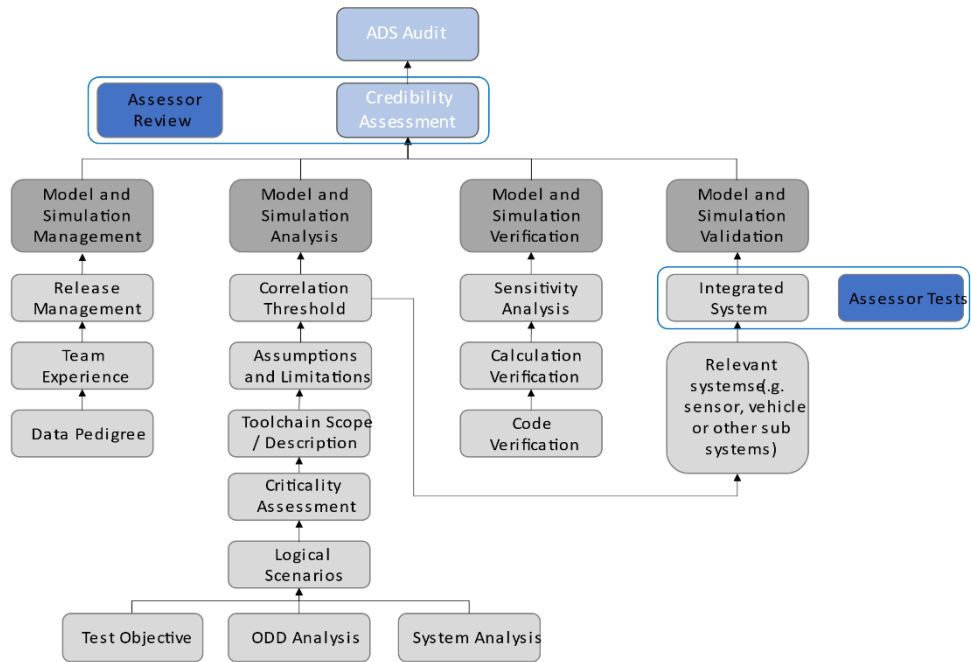 ADS Audit
Assessor
Review
Credibility
Assessment
Model and
Simulation
Management
Model and
Simulation
Analysis
Model and
Simulation
Verification
Model and
Simulation
Validation
Release
Management
Correlation
Threshold
Sensitivity
Analysis
Integrated
System
Assessor Tests
Team
Experience
Assumptions
and Limitations
Calculation
Verification
Relevant
systemse(.g.
sensor, vehicle
or other sub
systems)
Data Pedigree
Toolchain Scope
/ Description
Code
Verification
Criticality
Assessment
Logical
Scenarios
Test Objective
ODD Analysis
System Analysis